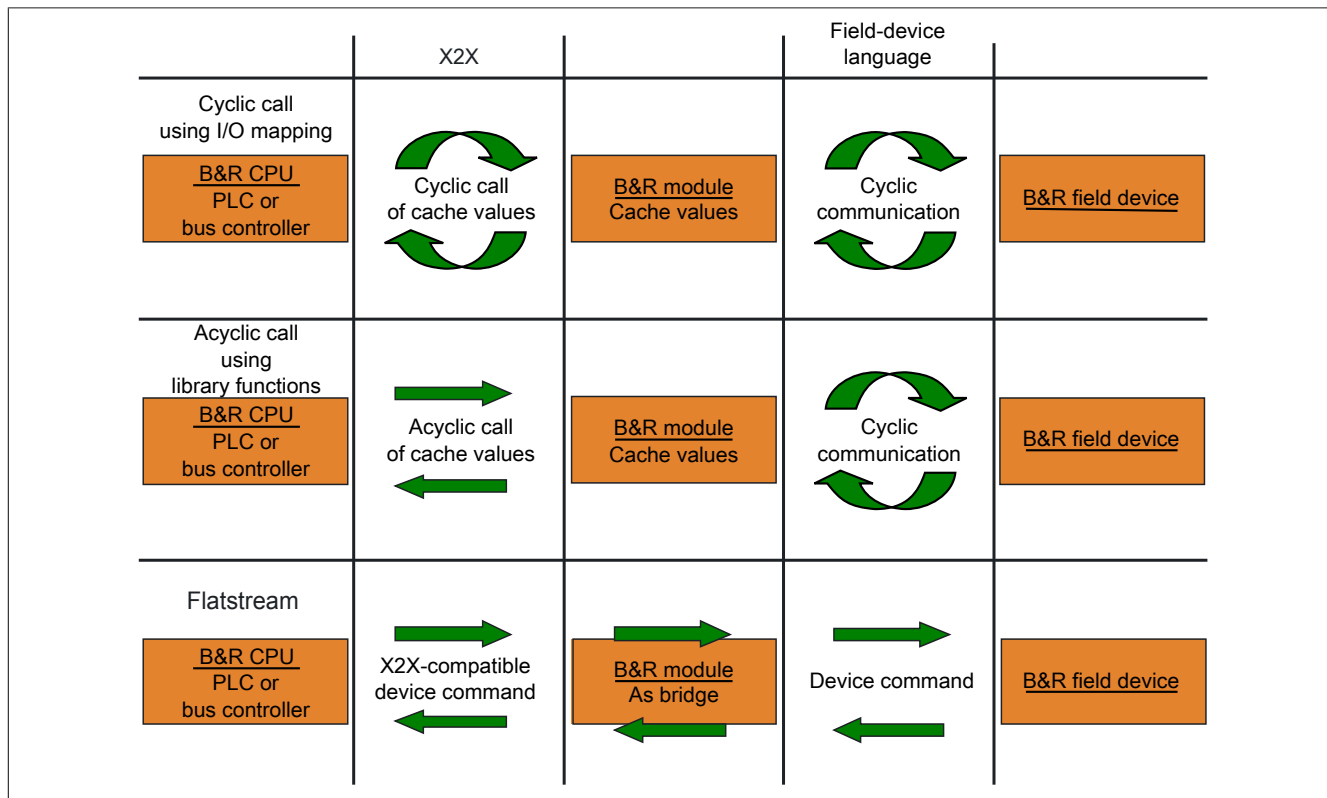 X2X
Field-device
language
Cyclic call
using I/O mapping
B&R CPU
PLC or
bus controller
Cyclic call
of cache values
B&R module
Cache values
Cyclic
communication
B&R field device
Acyclic call
using
library functions
B&R CPU
PLC or
bus controller
Acyclic call
of cache values
B&R module
Cache values
Cyclic
communication
B&R field device
Flatstream
B&R CPU
PLC or
bus controller
X2X-compatible
device command
B&R module
As bridge
Device command
B&R field device